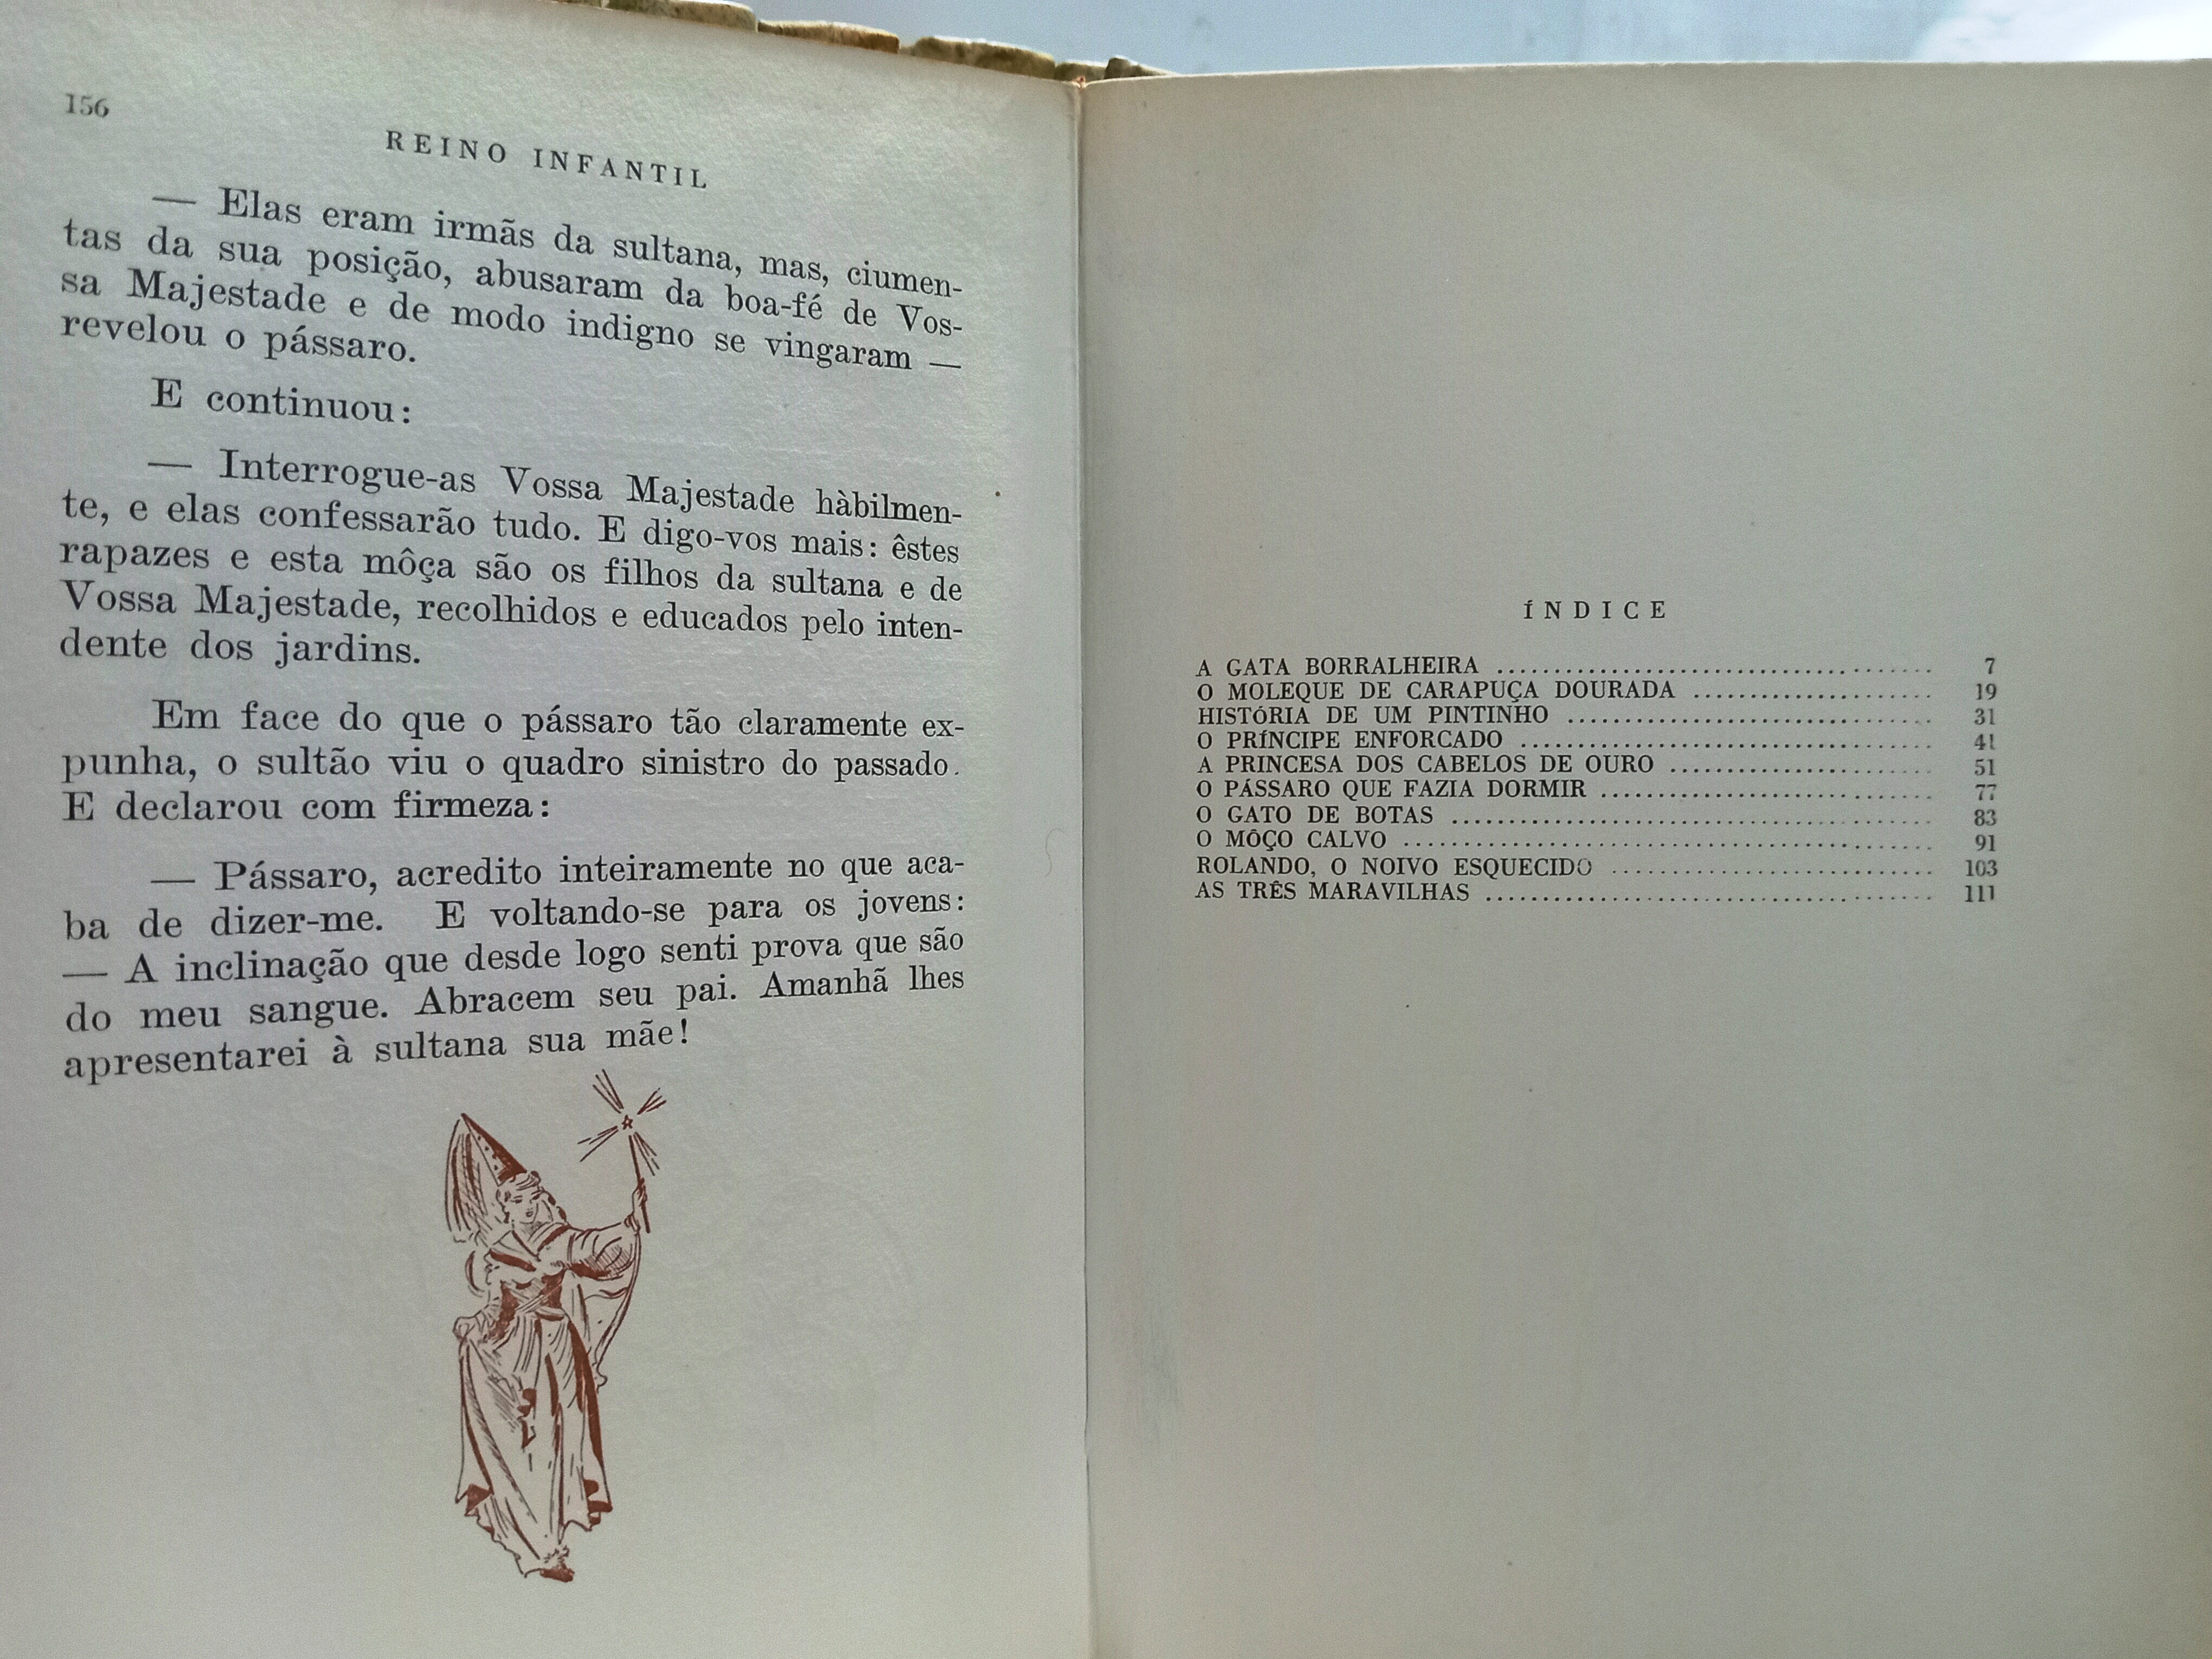 156
REINO INFANTIL
— Elas eram irmãs da sultana, mas, ciumen-
tas da sua posição, abusaram da boa-fé de Vos-
sa Majestade e de modo indigno se vingaram —
revelou o pássaro.
E continuou:
— Interrogue-as Vossa Majestade hàbilmen-
te, e elas confessarão tudo. E digo-vos mais: êstes
rapazes e esta môça são os filhos da sultana e de
Vossa Majestade, recolhidos e educados pelo inten-
dente dos jardins.
Em face do que o pássaro tão claramente ex-
punha, o sultão viu o quadro sinistro do passado.
E declarou com firmeza:
— Pássaro, acredito inteiramente no que aca-
ba de dizer-me. E voltando-se para os jovens:
— A inclinação que desde logo senti prova que são
do meu sangue. Abracem seu pai. Amanhã lhes
apresentarei à sultana sua mãe!
ÍNDICE
A GATA BORRALHEIRA ........ 7
O MOLEQUE DE CARAPUÇA DOURADA ........ 19
HISTÓRIA DE UM PINTINHO ........ 31
O PRÍNCIPE ENFORCADO ........ 41
A PRINCESA DOS CABELOS DE OURO ........ 51
O PÁSSARO QUE FAZIA DORMIR ........ 77
O GATO DE BOTAS ........ 83
O MÔÇO CALVO ........ 91
ROLANDO, O NOIVO ESQUECIDO ........ 103
AS TRÊS MARAVILHAS ........ 111